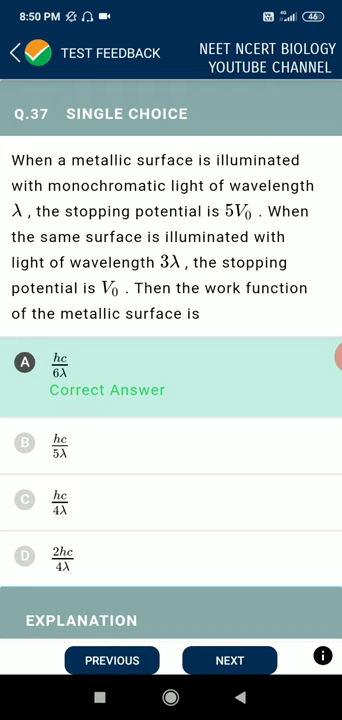 8:50 PM
4G
46
TEST FEEDBACK
NEET NCERT BIOLOGY
YOUTUBE CHANNEL
Q.37 SINGLE CHOICE
When a metallic surface is illuminated
with monochromatic light of wavelength
λ , the stopping potential is 5V₀ . When
the same surface is illuminated with
light of wavelength 3λ , the stopping
potential is V₀ . Then the work function
of the metallic surface is
A hc/6λ
Correct Answer
B hc/5λ
C hc/4λ
D 2hc/4λ
EXPLANATION
PREVIOUS NEXT